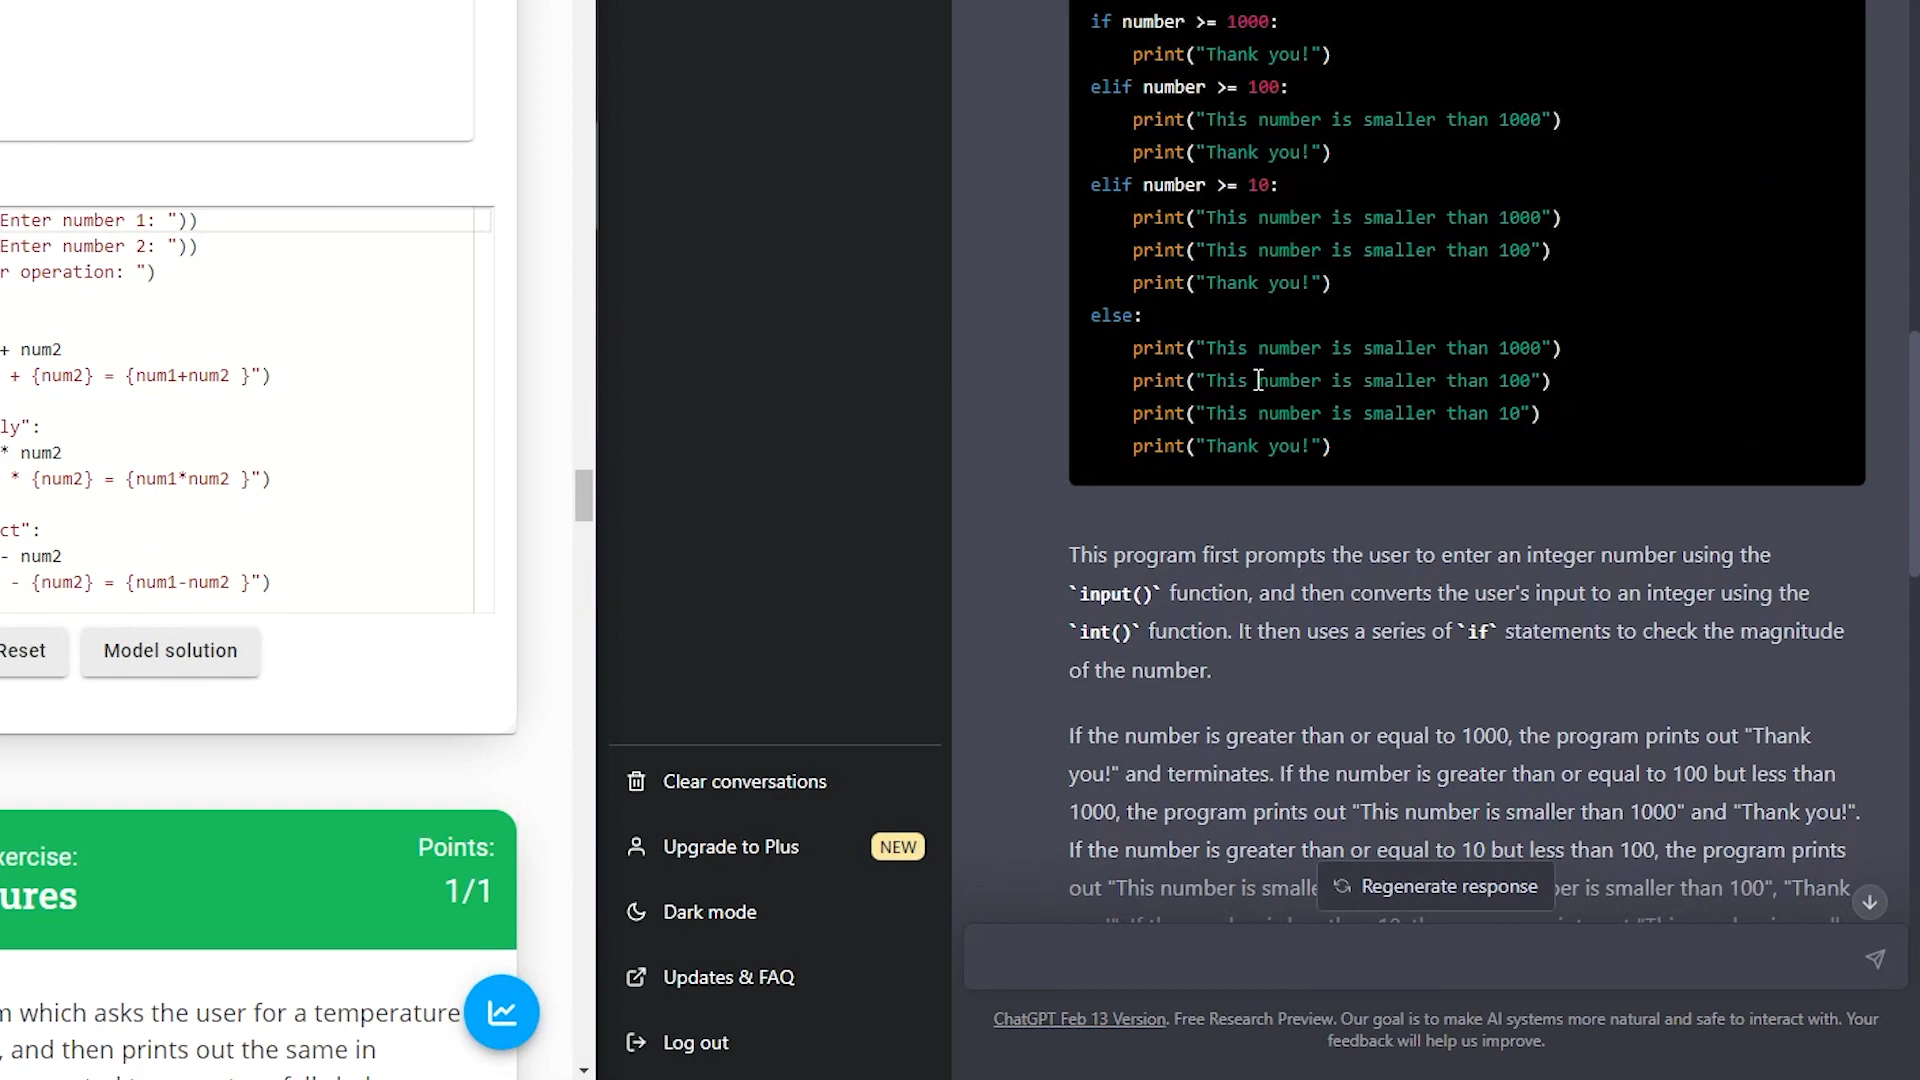 Enter number 1: "))
Enter number 2: "))
r operation: ")
+ num2
+ {num2} = {num1+num2 }")
ly":
* num2
* {num2} = {num1*num2 }")
ct":
- num2
- {num2} = {num1-num2 }")
Reset
Model solution
xercise:
ures
Points:
1/1
m which asks the user for a temperature
, and then prints out the same in
Clear conversations
Upgrade to Plus
NEW
Dark mode
Updates & FAQ
Log out
if number >= 1000:
print("Thank you!")
elif number >= 100:
print("This number is smaller than 1000")
print("Thank you!")
elif number >= 10:
print("This number is smaller than 1000")
print("This number is smaller than 100")
print("Thank you!")
else:
print("This number is smaller than 1000")
print("This number is smaller than 100")
print("This number is smaller than 10")
print("Thank you!")
This program first prompts the user to enter an integer number using the
`input()` function, and then converts the user's input to an integer using the
`int()` function. It then uses a series of `if` statements to check the magnitude
of the number.
If the number is greater than or equal to 1000, the program prints out "Thank
you!" and terminates. If the number is greater than or equal to 100 but less than
1000, the program prints out "This number is smaller than 1000" and "Thank you!".
If the number is greater than or equal to 10 but less than 100, the program prints
out "This number is smalle
ber is smaller than 100", "Thank
Regenerate response
ChatGPT Feb 13 Version. Free Research Preview. Our goal is to make AI systems more natural and safe to interact with. Your
feedback will help us improve.